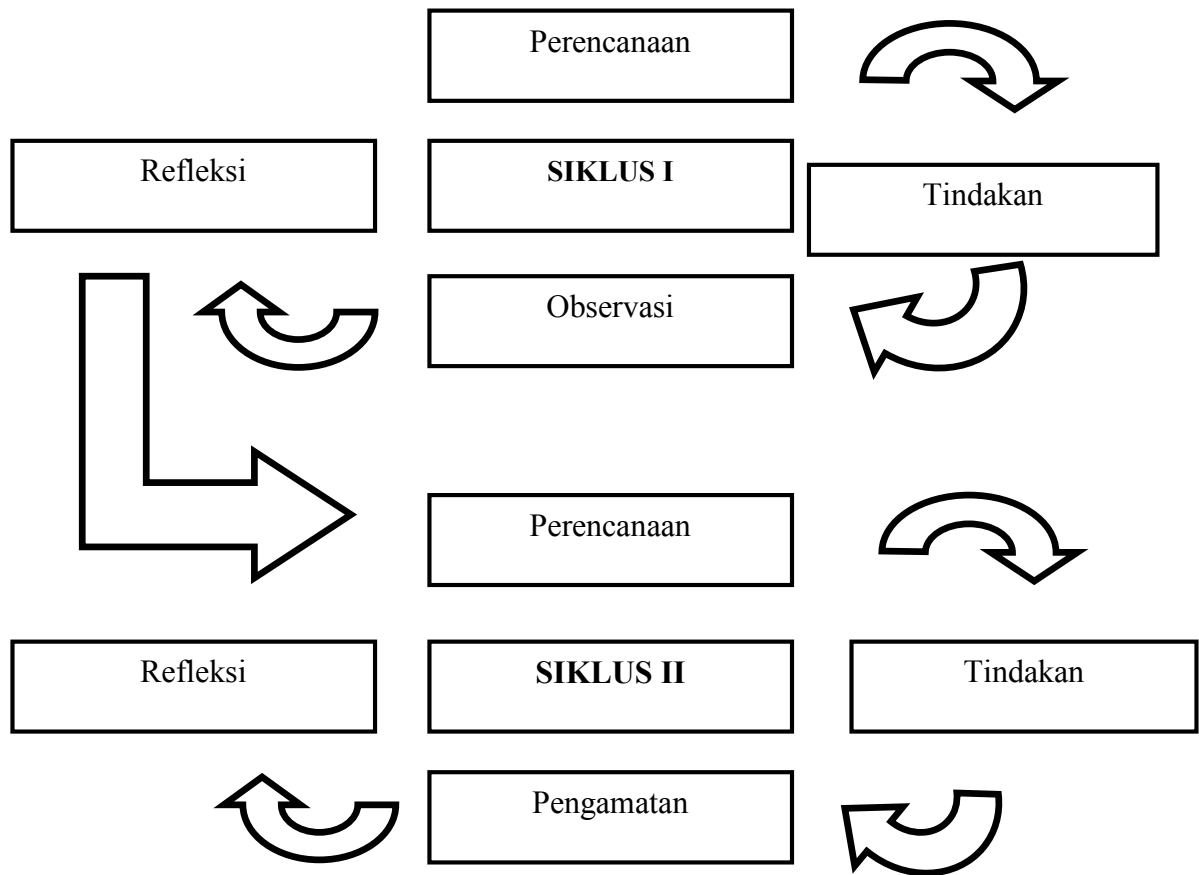 Perencanaan
Refleksi
SIKLUS I
Tindakan
Observasi
Perencanaan
Refleksi
SIKLUS II
Tindakan
Pengamatan